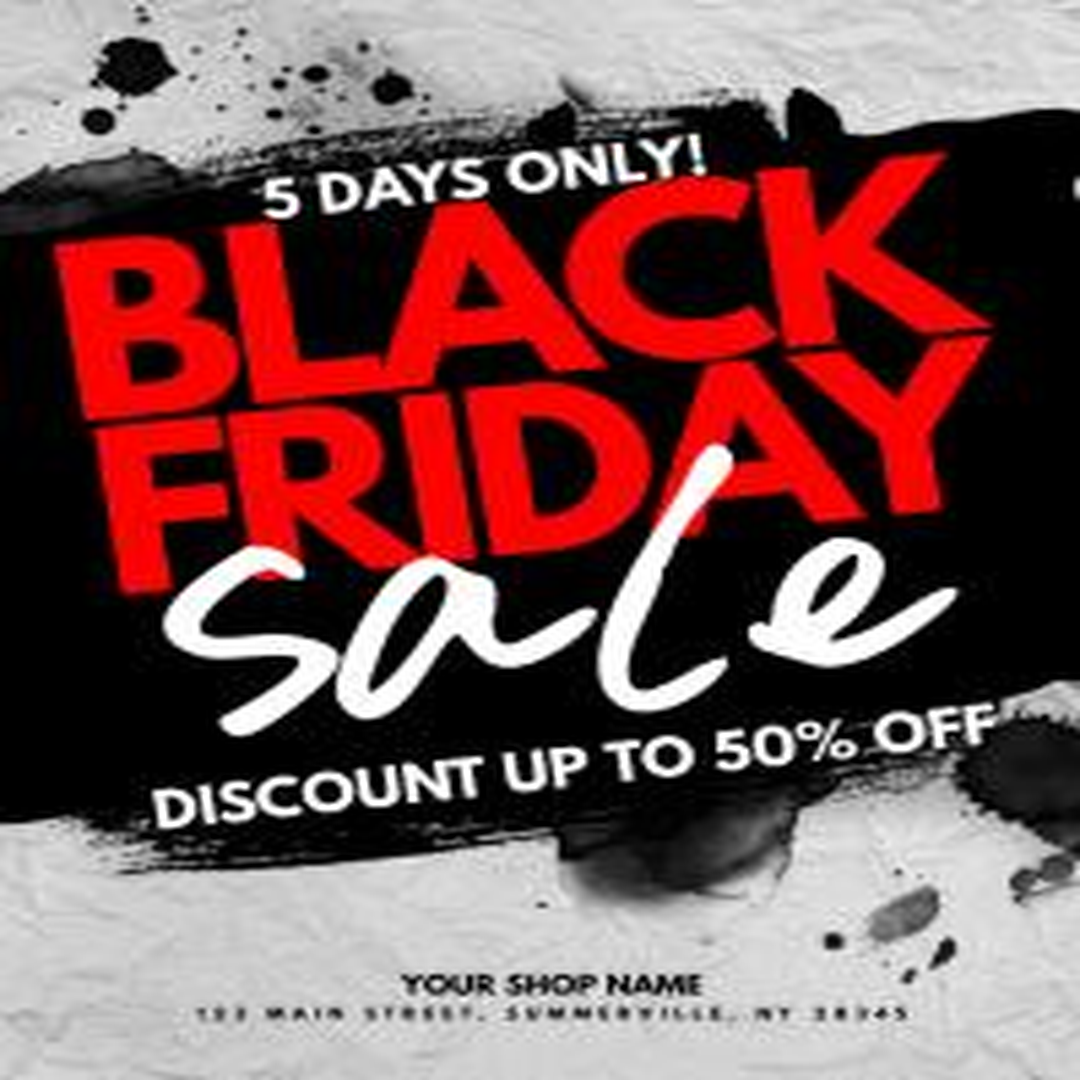 5 DAYS ONLY!
BLACK
FRIDAY
sale
DISCOUNT UP TO 50% OFF
YOUR SHOP NAME
123 MAIN STREET, SUMMERVILLE, NY